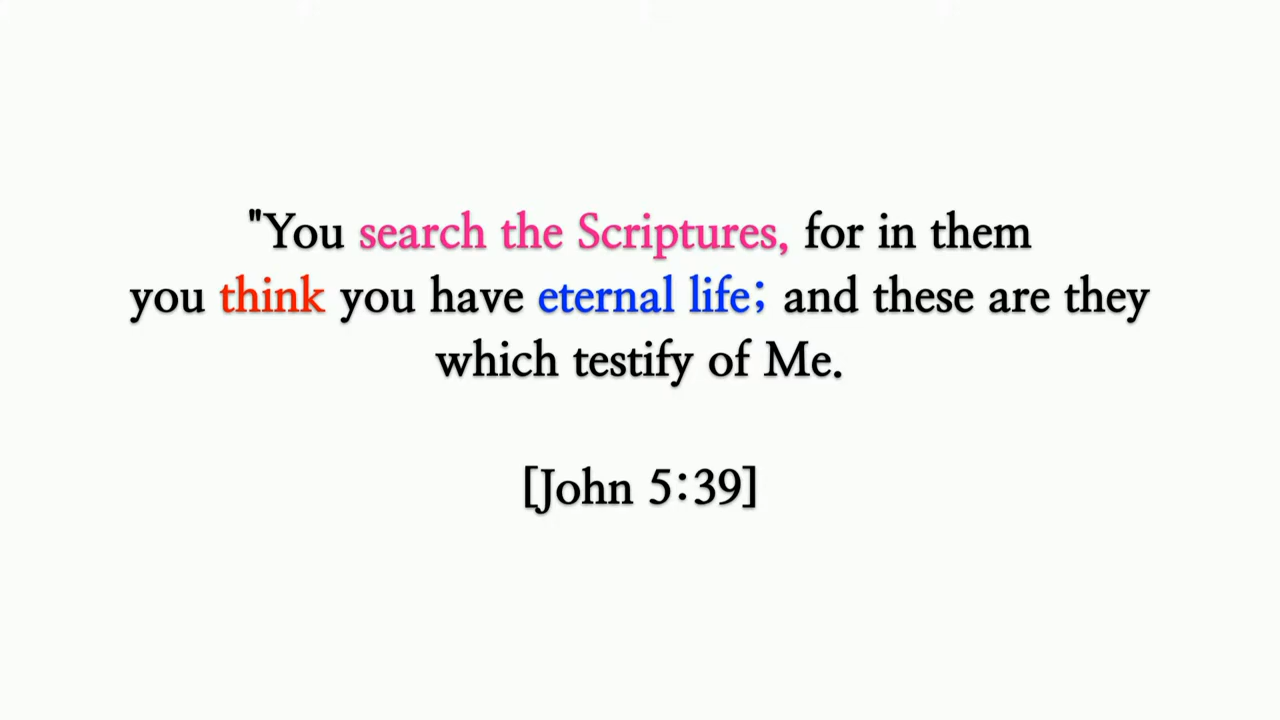 "You search the Scriptures, for in them
you think you have eternal life; and these are they
which testify of Me.
[John 5:39]